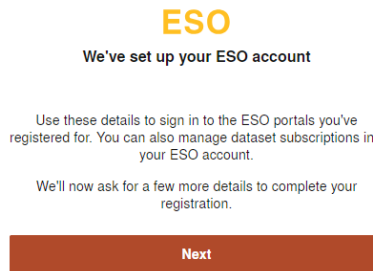 ESO
We've set up your ESO account
Use these details to sign in to the ESO portals you've
registered for. You can also manage dataset subscriptions in
your ESO account.
We'll now ask for a few more details to complete your
registration.
Next